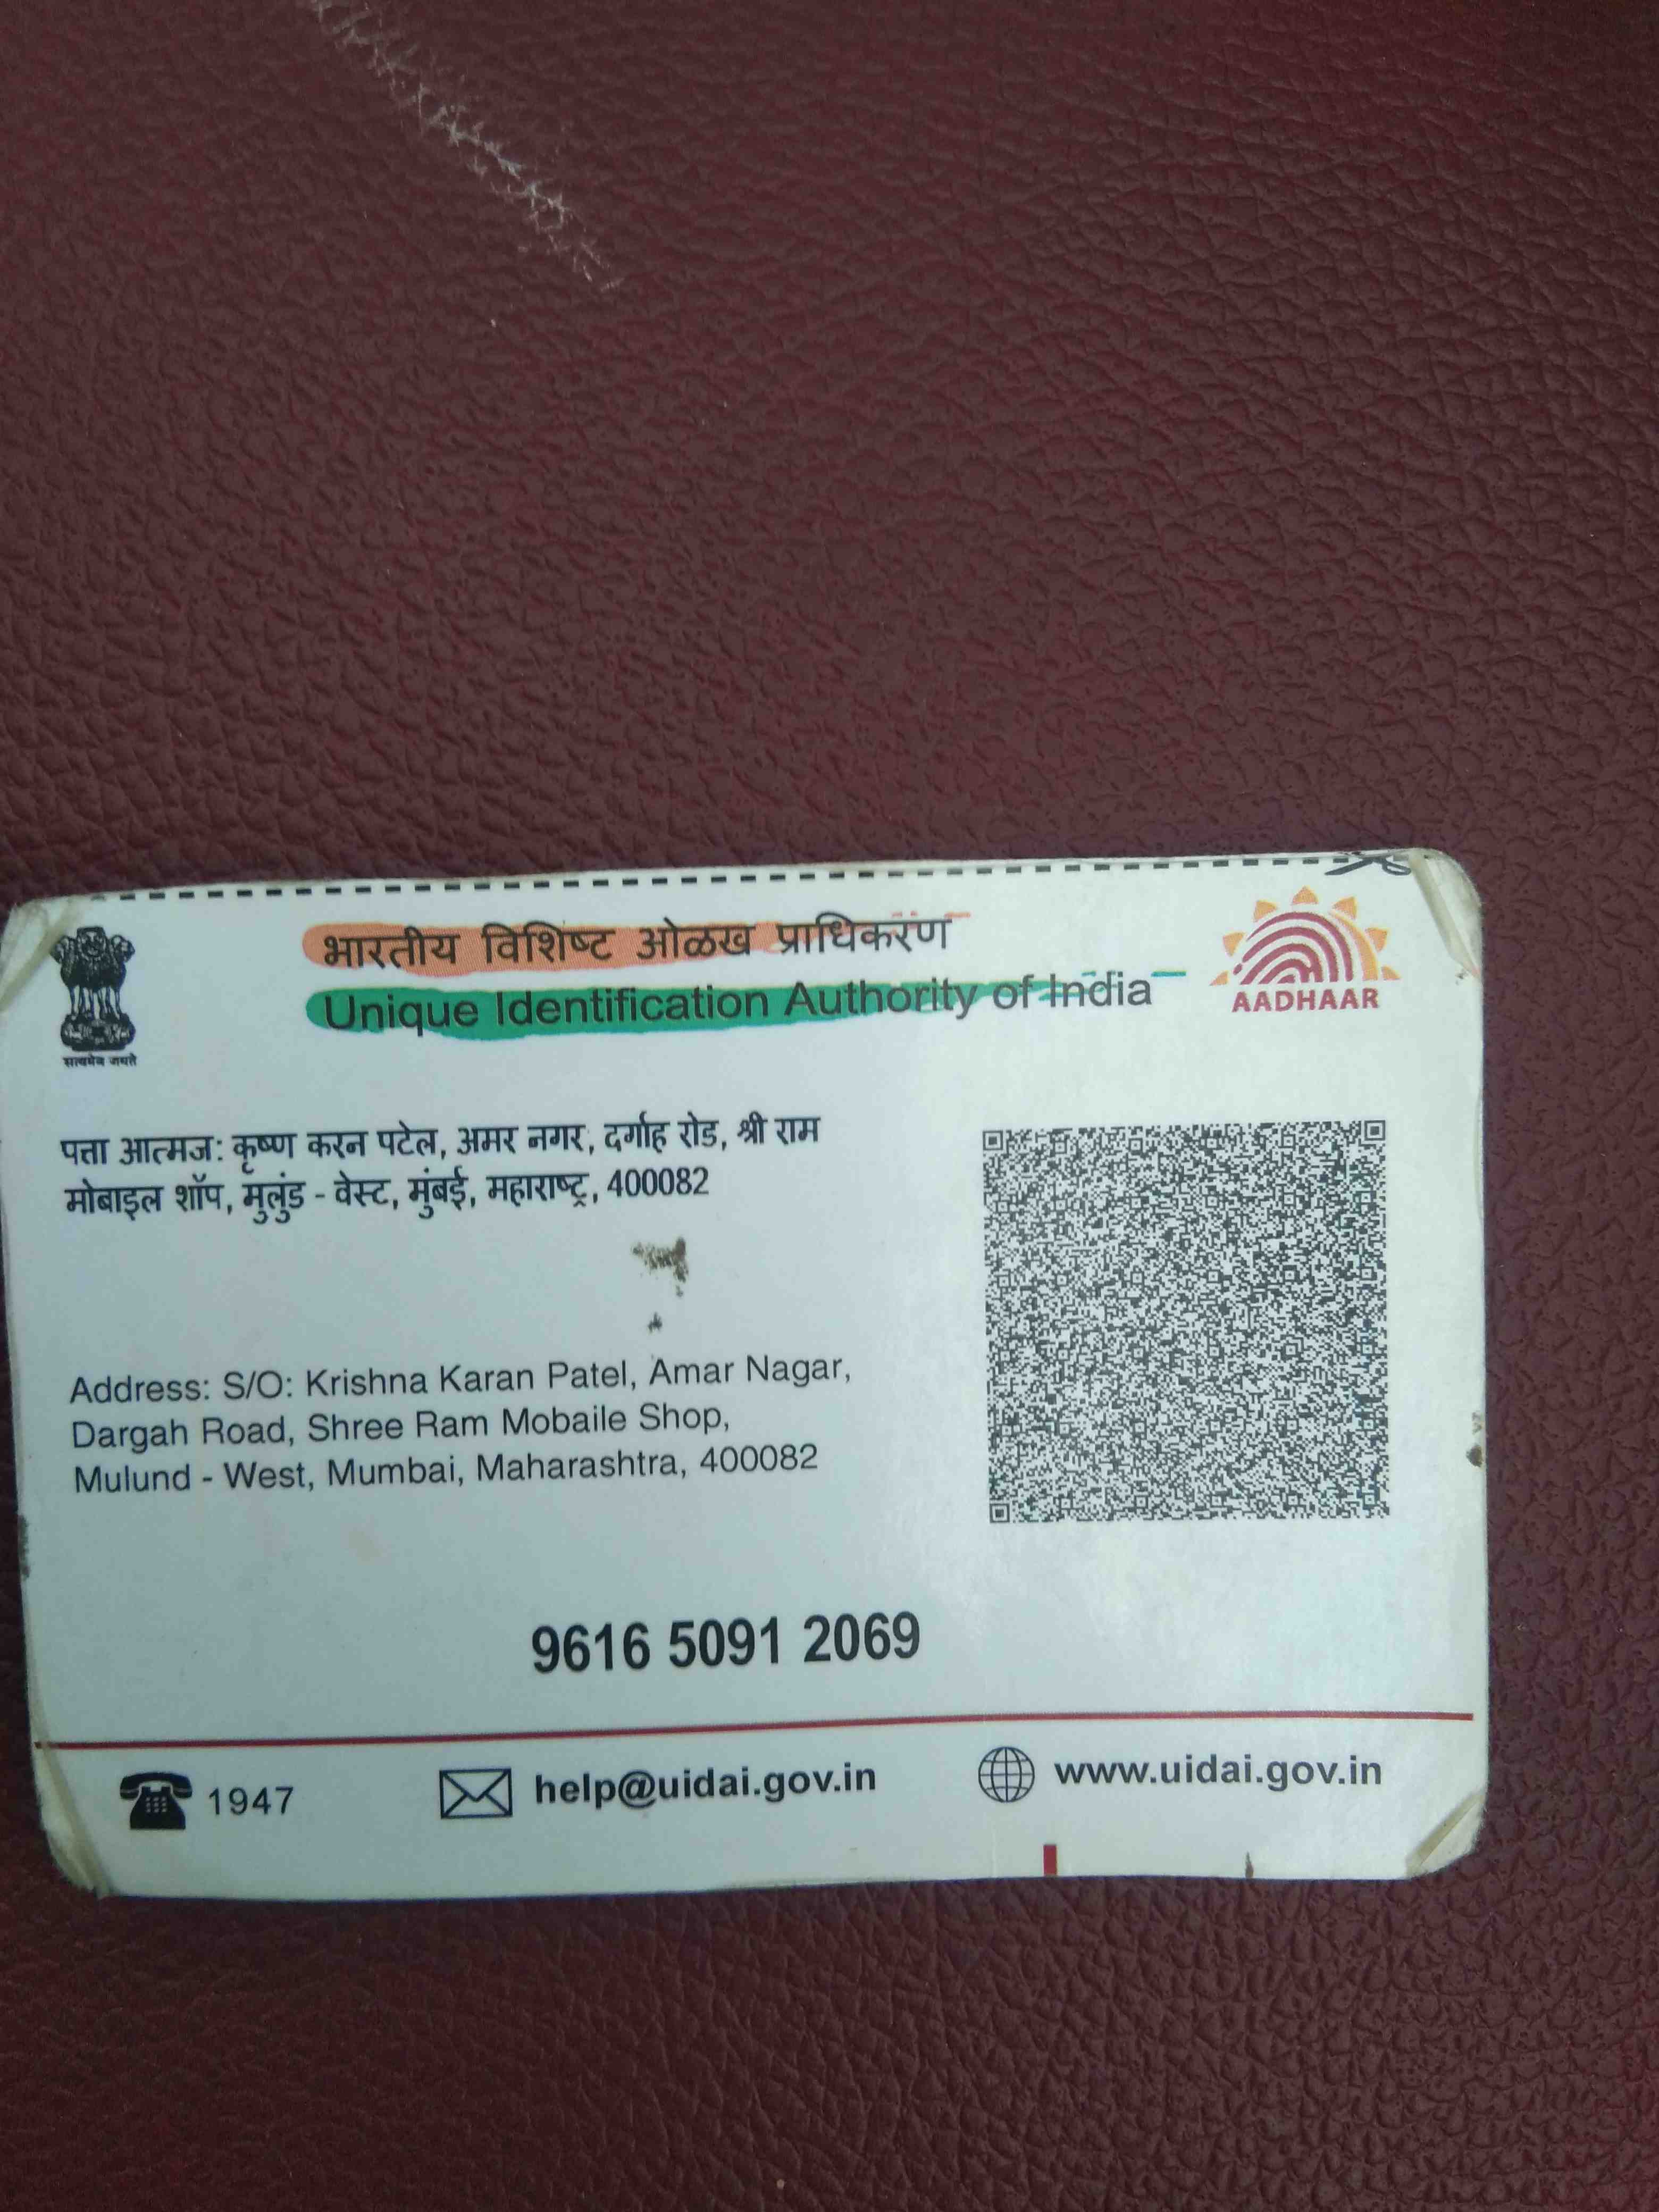 भारतीय विशिष्ट ओळख प्राधिकरण
Unique Identification Authority of India
AADHAAR
सत्यमेव जयते
पत्ता आत्मज: कृष्ण करन पटेल, अमर नगर, दर्गाह रोड, श्री राम
मोबाइल शॉप, मुलुंड - वेस्ट, मुंबई, महाराष्ट्र, 400082
Address: S/O: Krishna Karan Patel, Amar Nagar,
Dargah Road, Shree Ram Mobaile Shop,
Mulund - West, Mumbai, Maharashtra, 400082
9616 5091 2069
1947
help@uidai.gov.in
www.uidai.gov.in